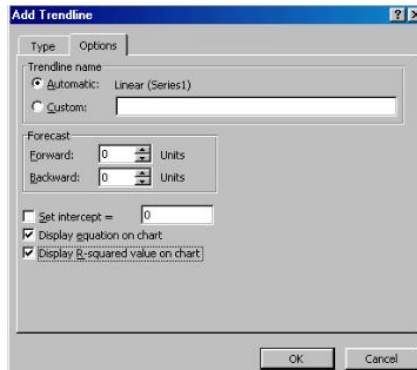 Add Trendline
Type Options
Trendline name
Automatic: Linear (Series1)
Custom:
Forecast
Forward: 0 Units
Backward: 0 Units
Set intercept = 0
Display equation on chart
Display R-squared value on chart
OK Cancel